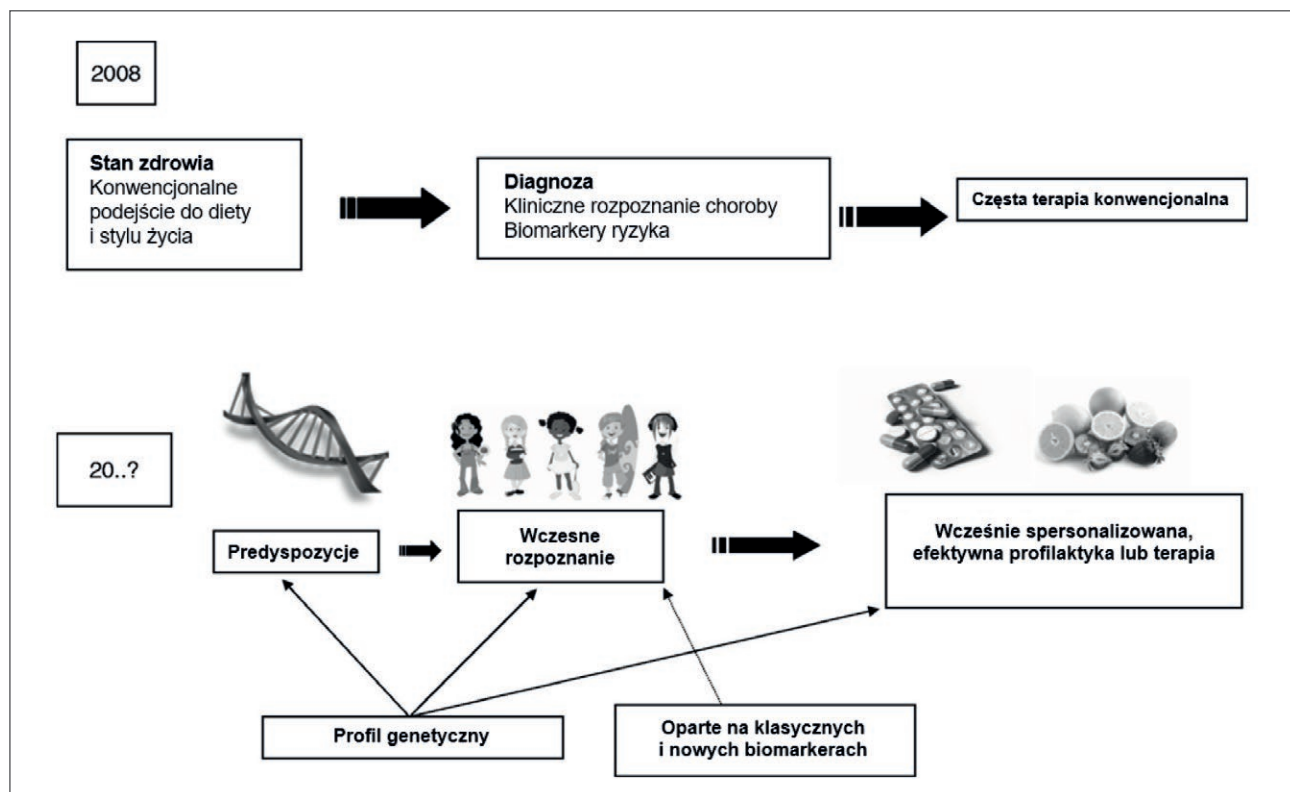 2008
Stan zdrowia
Konwencjonalne
podejście do diety
i stylu życia
Diagnoza
Kliniczne rozpoznanie choroby
Biomarkery ryzyka
Częsta terapia konwencjonalna
20..?
Predyspozycje
Wczesne
rozpoznanie
Wcześnie spersonalizowana,
efektywna profilaktyka lub terapia
Profil genetyczny
Oparte na klasycznych
i nowych biomarkerach